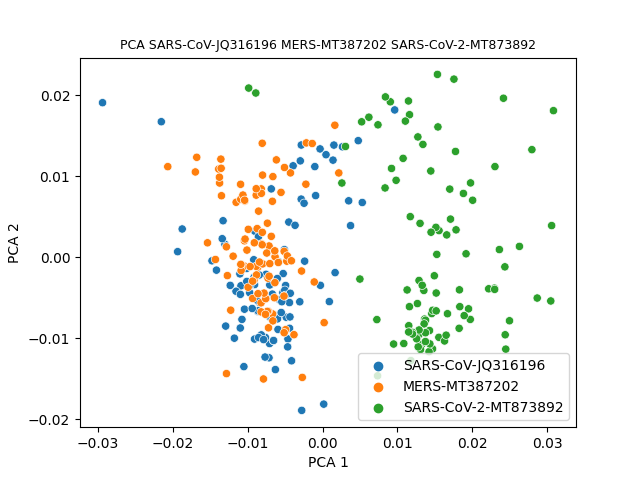 PCA SARS-CoV-JQ316196 MERS-MT387202 SARS-CoV-2-MT873892
PCA 2
0.02
0.01
0.00
−0.01
−0.02
SARS-CoV-JQ316196
MERS-MT387202
SARS-CoV-2-MT873892
−0.03 −0.02 −0.01 0.00 0.01 0.02 0.03
PCA 1